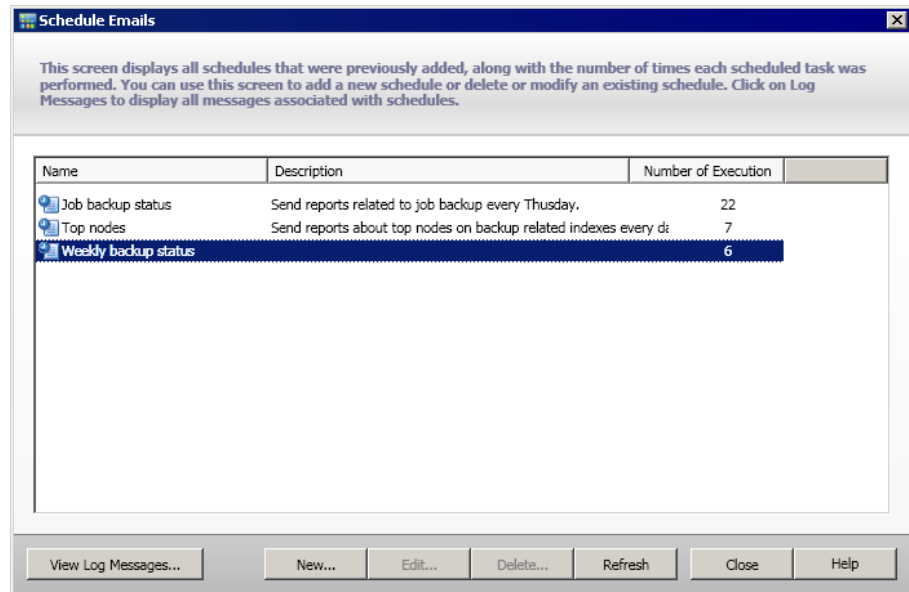 Schedule Emails
This screen displays all schedules that were previously added, along with the number of times each scheduled task was
performed. You can use this screen to add a new schedule or delete or modify an existing schedule. Click on Log
Messages to display all messages associated with schedules.
Name Description Number of Execution
Job backup status Send reports related to job backup every Thusday. 22
Top nodes Send reports about top nodes on backup related indexes every da 7
Weekly backup status 6
View Log Messages... New... Edit... Delete... Refresh Close Help